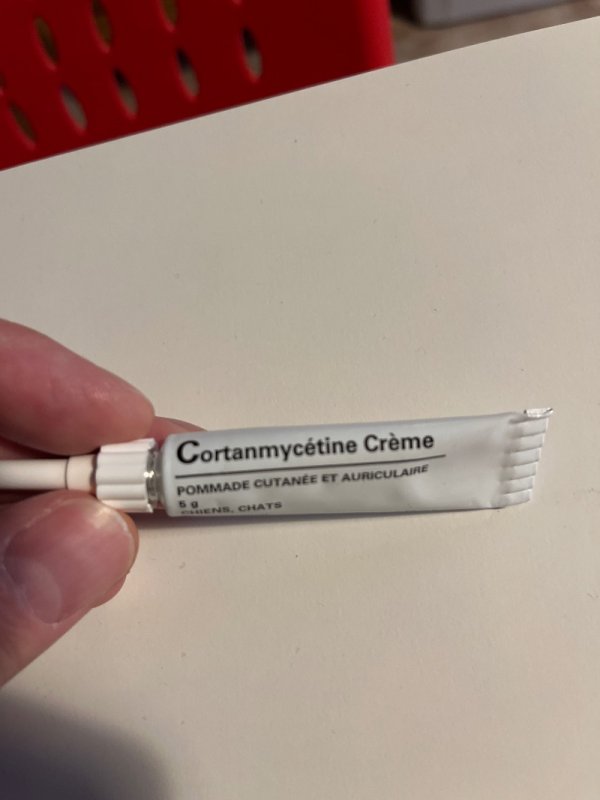 Cortanmycétine Crème
POMMADE CUTANÉE ET AURICULAIRE
5 g
CHIENS, CHATS